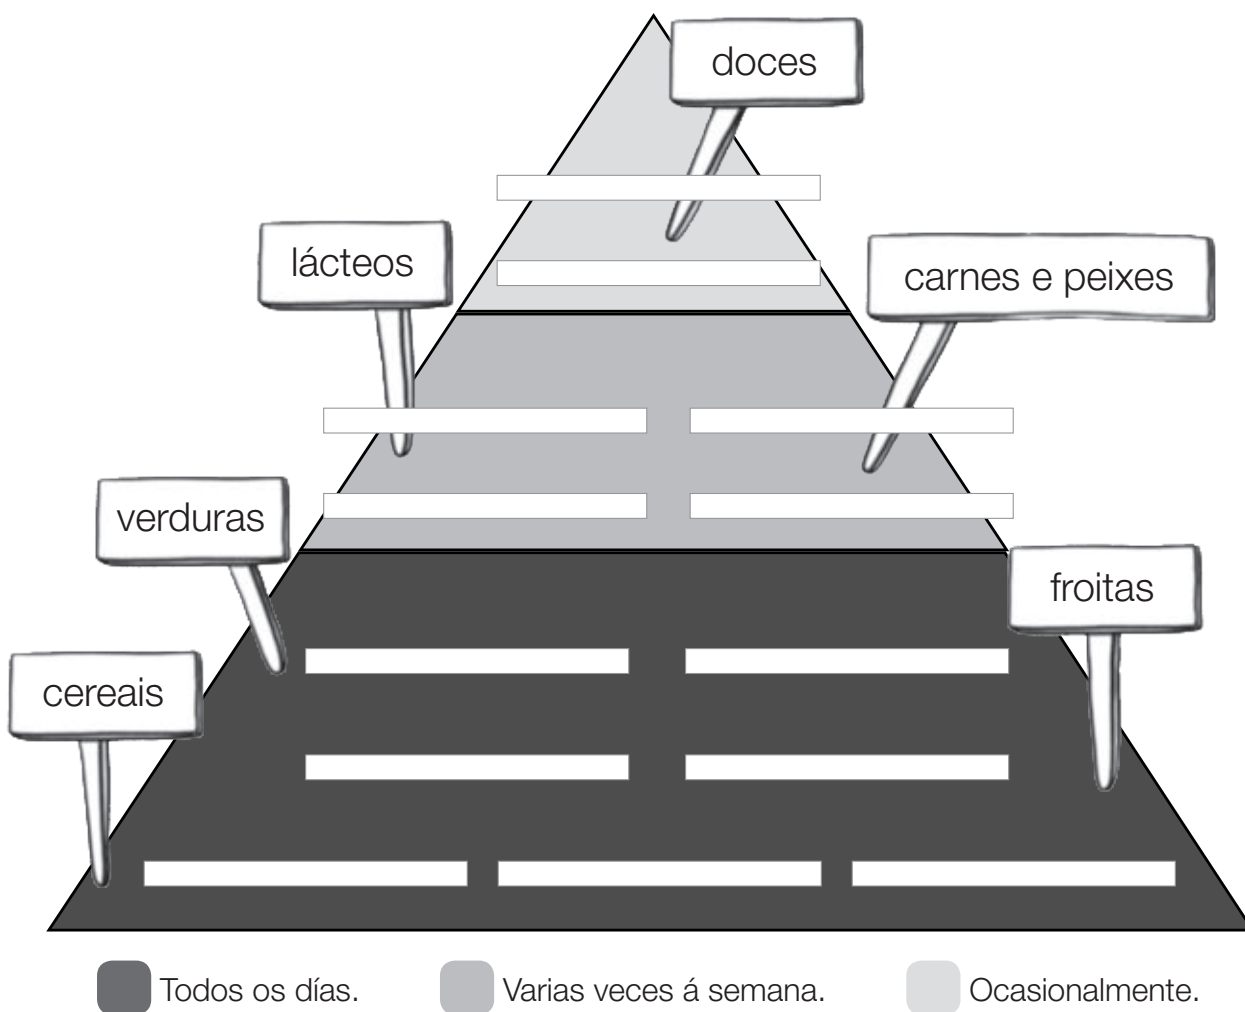 doces
lácteos
carnes e peixes
verduras
froitas
cereais
Todos os días.
Varias veces á semana.
Ocasionalmente.